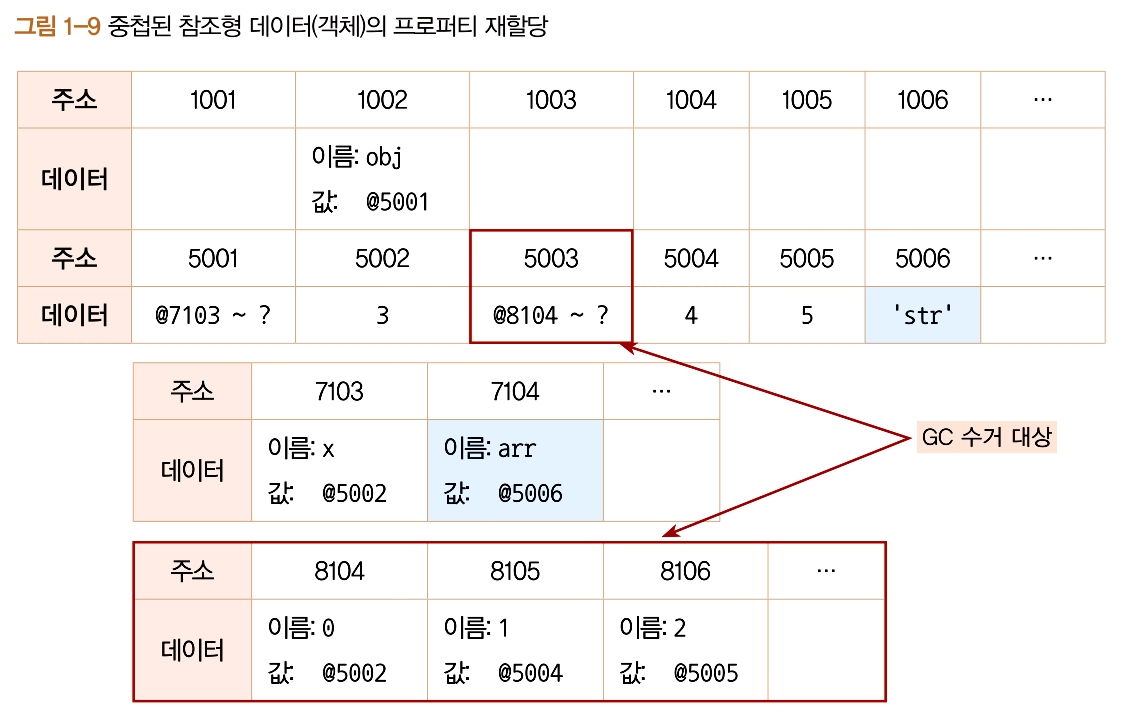 그림 1-9 중첩된 참조형 데이터(객체)의 프로퍼티 재할당
주소 1001 1002 1003 1004 1005 1006 ···
데이터 이름: obj
값: @5001
주소 5001 5002 5003 5004 5005 5006 ···
데이터 @7103 ~ ? 3 @8104 ~ ? 4 5 'str'
주소 7103 7104 ···
데이터 이름: x 이름: arr
값: @5002 값: @5006
GC 수거 대상
주소 8104 8105 8106 ···
데이터 이름: 0 이름: 1 이름: 2
값: @5002 값: @5004 값: @5005